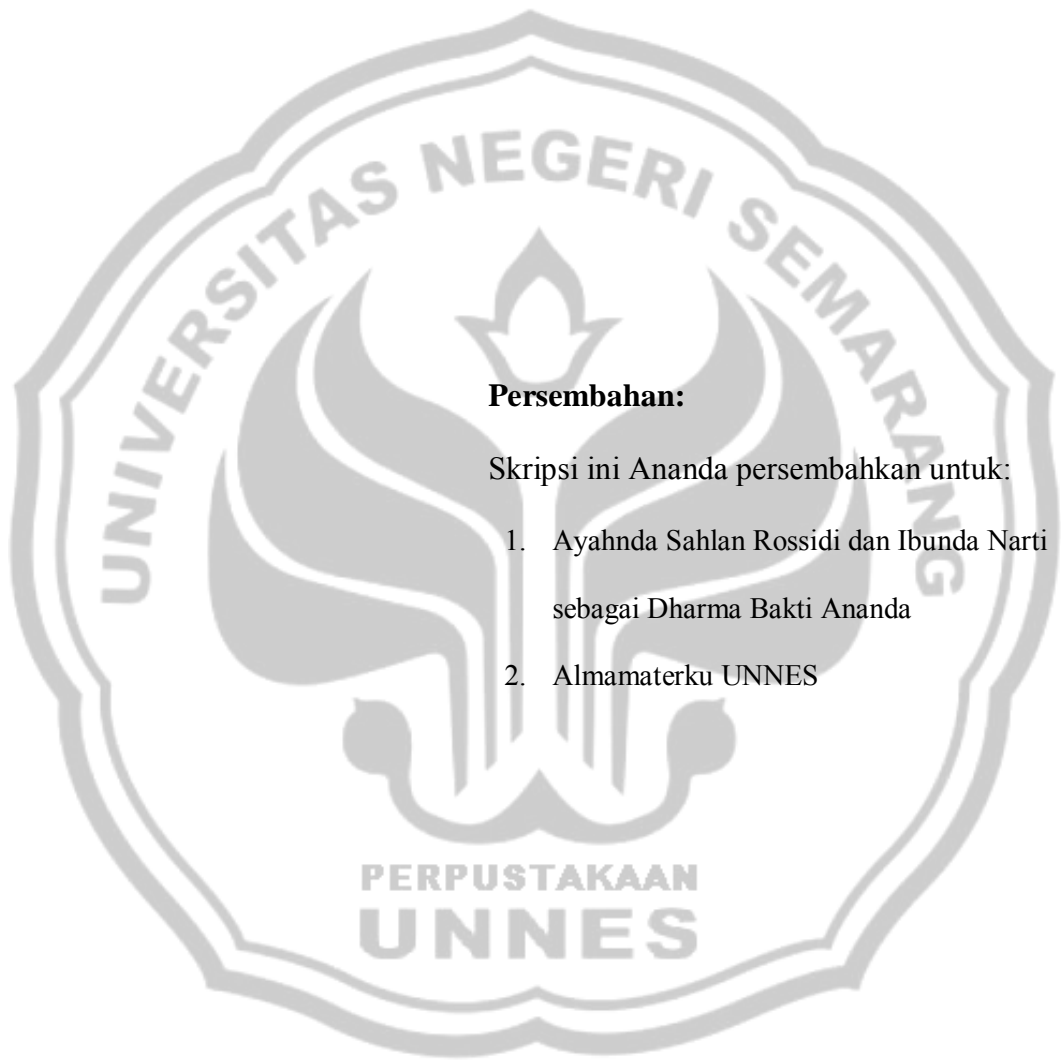 UNIVERSITAS NEGERI SEMARANG
Persembahan:
Skripsi ini Ananda persembahkan untuk:
1. Ayahnda Sahlan Rossidi dan Ibunda Narti
sebagai Dharma Bakti Ananda
2. Almamaterku UNNES
PERPUSTAKAAN
UNNES